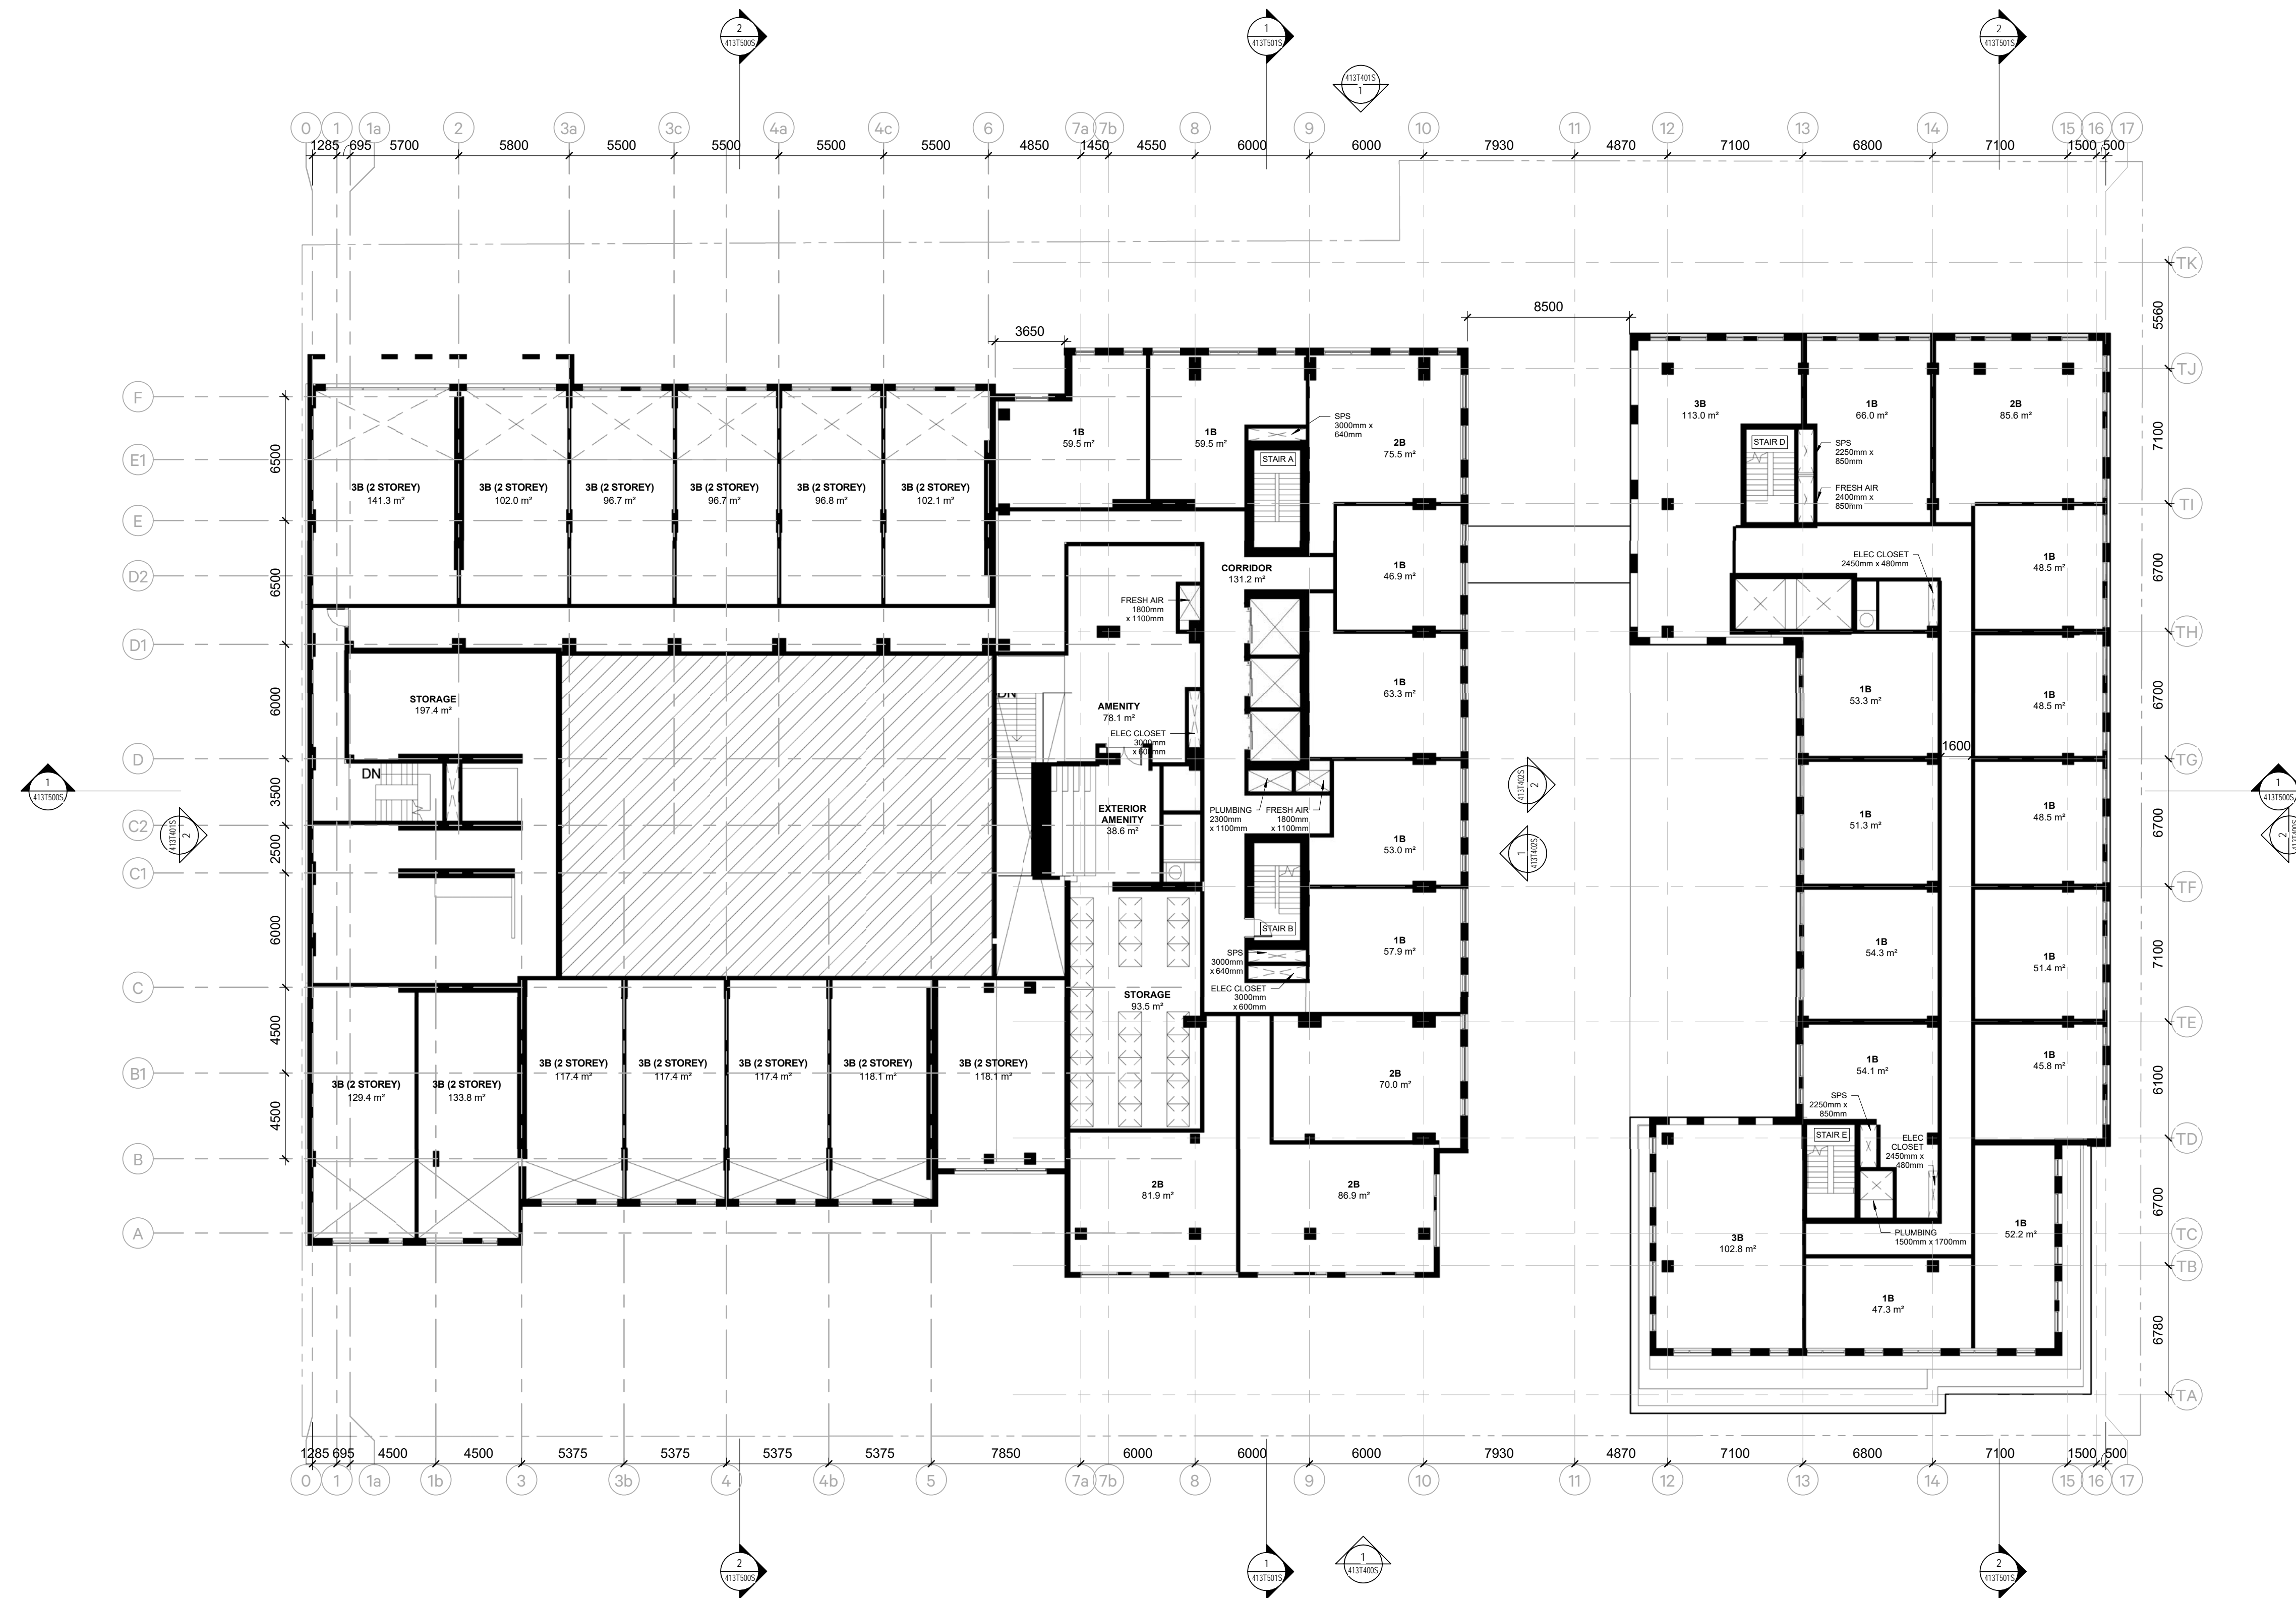 2
413T500S
1
413T501S
2
413T501S
413T401S
1
0 1 1a 2 3a 3c 4a 4c 6 7a 7b 8 9 10 11 12 13 14 15 16 17
1285 695 5700 5800 5500 5500 5500 5500 4850 1450 4550 6000 6000 7930 4870 7100 6800 7100 1500 500
TK
5560
8500
3650
TJ
F
3B
113.0 m²
1B
66.0 m²
2B
85.6 m²
SPS
3000mm x
640mm
1B
59.5 m²
1B
59.5 m²
2B
75.5 m²
7100
STAIR D
SPS
2250mm x
850mm
E1
6500
STAIR A
3B (2 STOREY)
141.3 m²
3B (2 STOREY)
102.0 m²
3B (2 STOREY)
96.7 m²
3B (2 STOREY)
96.7 m²
3B (2 STOREY)
96.8 m²
3B (2 STOREY)
102.1 m²
FRESH AIR
2400mm x
850mm
TI
E
ELEC CLOSET
2450mm x 480mm
1B
48.5 m²
CORRIDOR
131.2 m²
1B
46.9 m²
6700
D2
6500
FRESH AIR
1800mm
x 1100mm
TH
D1
STORAGE
197.4 m²
DN
AMENITY
78.1 m²
1B
63.3 m²
1B
53.3 m²
1B
48.5 m²
6000
6700
ELEC CLOSET
3000mm
x 600mm
1600
D
TG
DN
1
413T500S
3500
413T402S
2
1
413T500S
EXTERIOR
AMENITY
38.6 m²
PLUMBING
2300mm
x 1100mm
FRESH AIR
1800mm
x 1100mm
1B
51.3 m²
1B
48.5 m²
6700
C2
413T401S
2
2
2500
1B
53.0 m²
1
413T402S
C1
TF
6000
STAIR B
1B
57.9 m²
1B
54.3 m²
1B
51.4 m²
7100
SPS
3000mm
x 640mm
C
ELEC CLOSET
3000mm
x 600mm
STORAGE
93.5 m²
TE
4500
3B (2 STOREY)
117.4 m²
3B (2 STOREY)
117.4 m²
3B (2 STOREY)
117.4 m²
3B (2 STOREY)
118.1 m²
3B (2 STOREY)
118.1 m²
1B
54.1 m²
1B
45.8 m²
B1
2B
70.0 m²
3B (2 STOREY)
129.4 m²
3B (2 STOREY)
133.8 m²
6100
SPS
2250mm x
850mm
4500
STAIR E
ELEC
CLOSET
2450mm x
480mm
TD
B
2B
81.9 m²
2B
86.9 m²
6700
1B
52.2 m²
A
PLUMBING
1500mm x 1700mm
3B
102.8 m²
TC
TB
1B
47.3 m²
6780
TA
1285 695 4500 4500 5375 5375 5375 5375 7850 6000 6000 6000 7930 4870 7100 6800 7100 1500 500
0 1 1a 1b 3 3b 4 4b 5 7a 7b 8 9 10 11 12 13 14 15 16 17
2
413T500S
1
413T501S
1
413T400S
2
413T501S